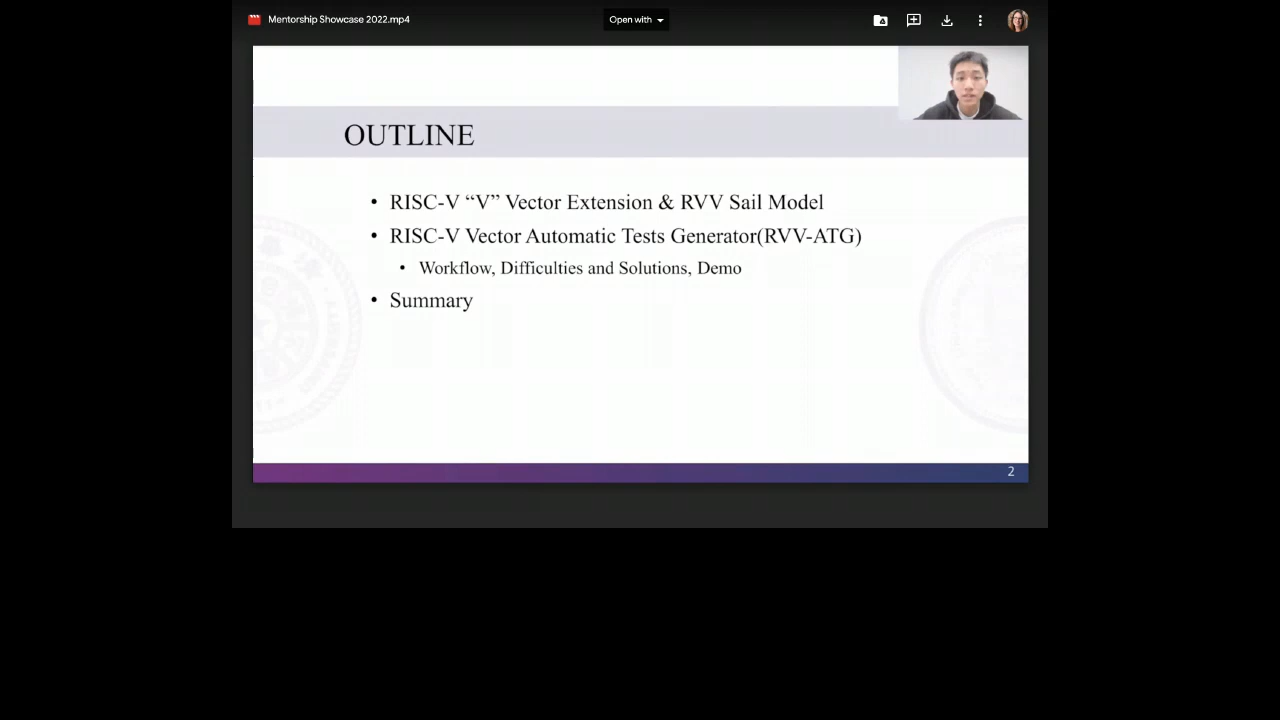 Mentorship Showcase 2022.mp4
Open with
OUTLINE
• RISC-V “V” Vector Extension & RVV Sail Model
• RISC-V Vector Automatic Tests Generator(RVV-ATG)
• Workflow, Difficulties and Solutions, Demo
• Summary
2